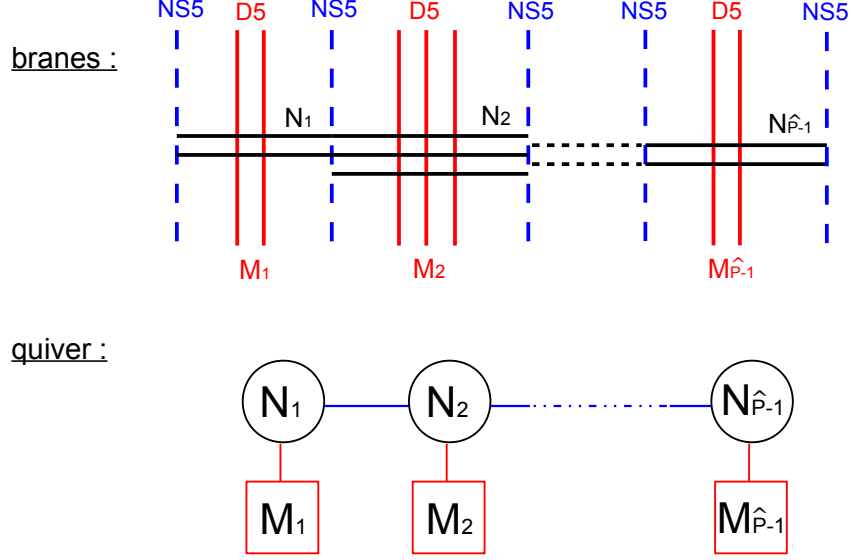 NS5 D5 NS5 D5 NS5 NS5 D5 NS5
branes :
N1 N2 NP̂-1
M1 M2 MP̂-1
quiver :
N1 N2 NP̂-1
M1 M2 MP̂-1